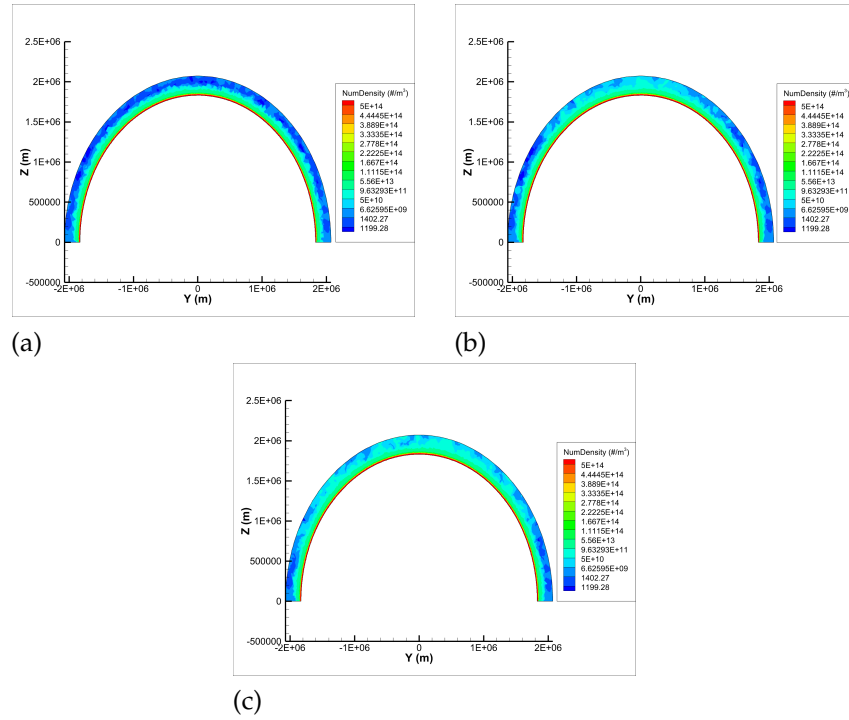 2.5E+06
2E+06
1.5E+06
1E+06
500000
0
-500000
Z (m)
-2E+06 -1E+06 0 1E+06 2E+06
Y (m)
NumDensity (#/m³)
5E+14
4.4445E+14
3.889E+14
3.3335E+14
2.778E+14
2.2225E+14
1.667E+14
1.1115E+14
5.56E+13
9.63293E+11
5E+10
6.62595E+09
1402.27
1199.28
(a)
2.5E+06
2E+06
1.5E+06
1E+06
500000
0
-500000
Z (m)
-2E+06 -1E+06 0 1E+06 2E+06
Y (m)
NumDensity (#/m³)
5E+14
4.4445E+14
3.889E+14
3.3335E+14
2.778E+14
2.2225E+14
1.667E+14
1.1115E+14
5.56E+13
9.63293E+11
5E+10
6.62595E+09
1402.27
1199.28
(b)
2.5E+06
2E+06
1.5E+06
1E+06
500000
0
-500000
Z (m)
-2E+06 -1E+06 0 1E+06 2E+06
Y (m)
NumDensity (#/m³)
5E+14
4.4445E+14
3.889E+14
3.3335E+14
2.778E+14
2.2225E+14
1.667E+14
1.1115E+14
5.56E+13
9.63293E+11
5E+10
6.62595E+09
1402.27
1199.28
(c)